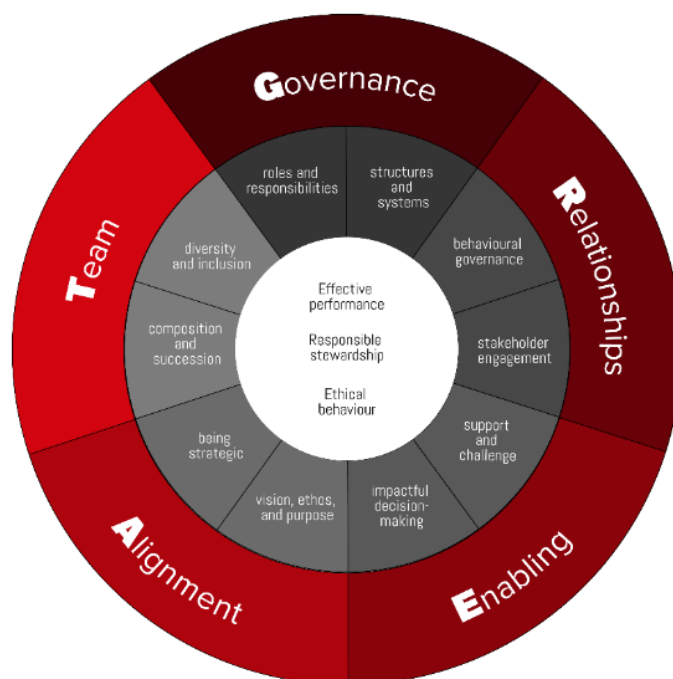 Governance
Relationships
Enabling
Alignment
Team
roles and
responsibilities
structures
and
systems
behavioural
governance
stakeholder
engagement
support
and
challenge
impactful
decision-
making
vision, ethos,
and purpose
being
strategic
composition
and
succession
diversity
and inclusion
Effective
performance
Responsible
stewardship
Ethical
behaviour